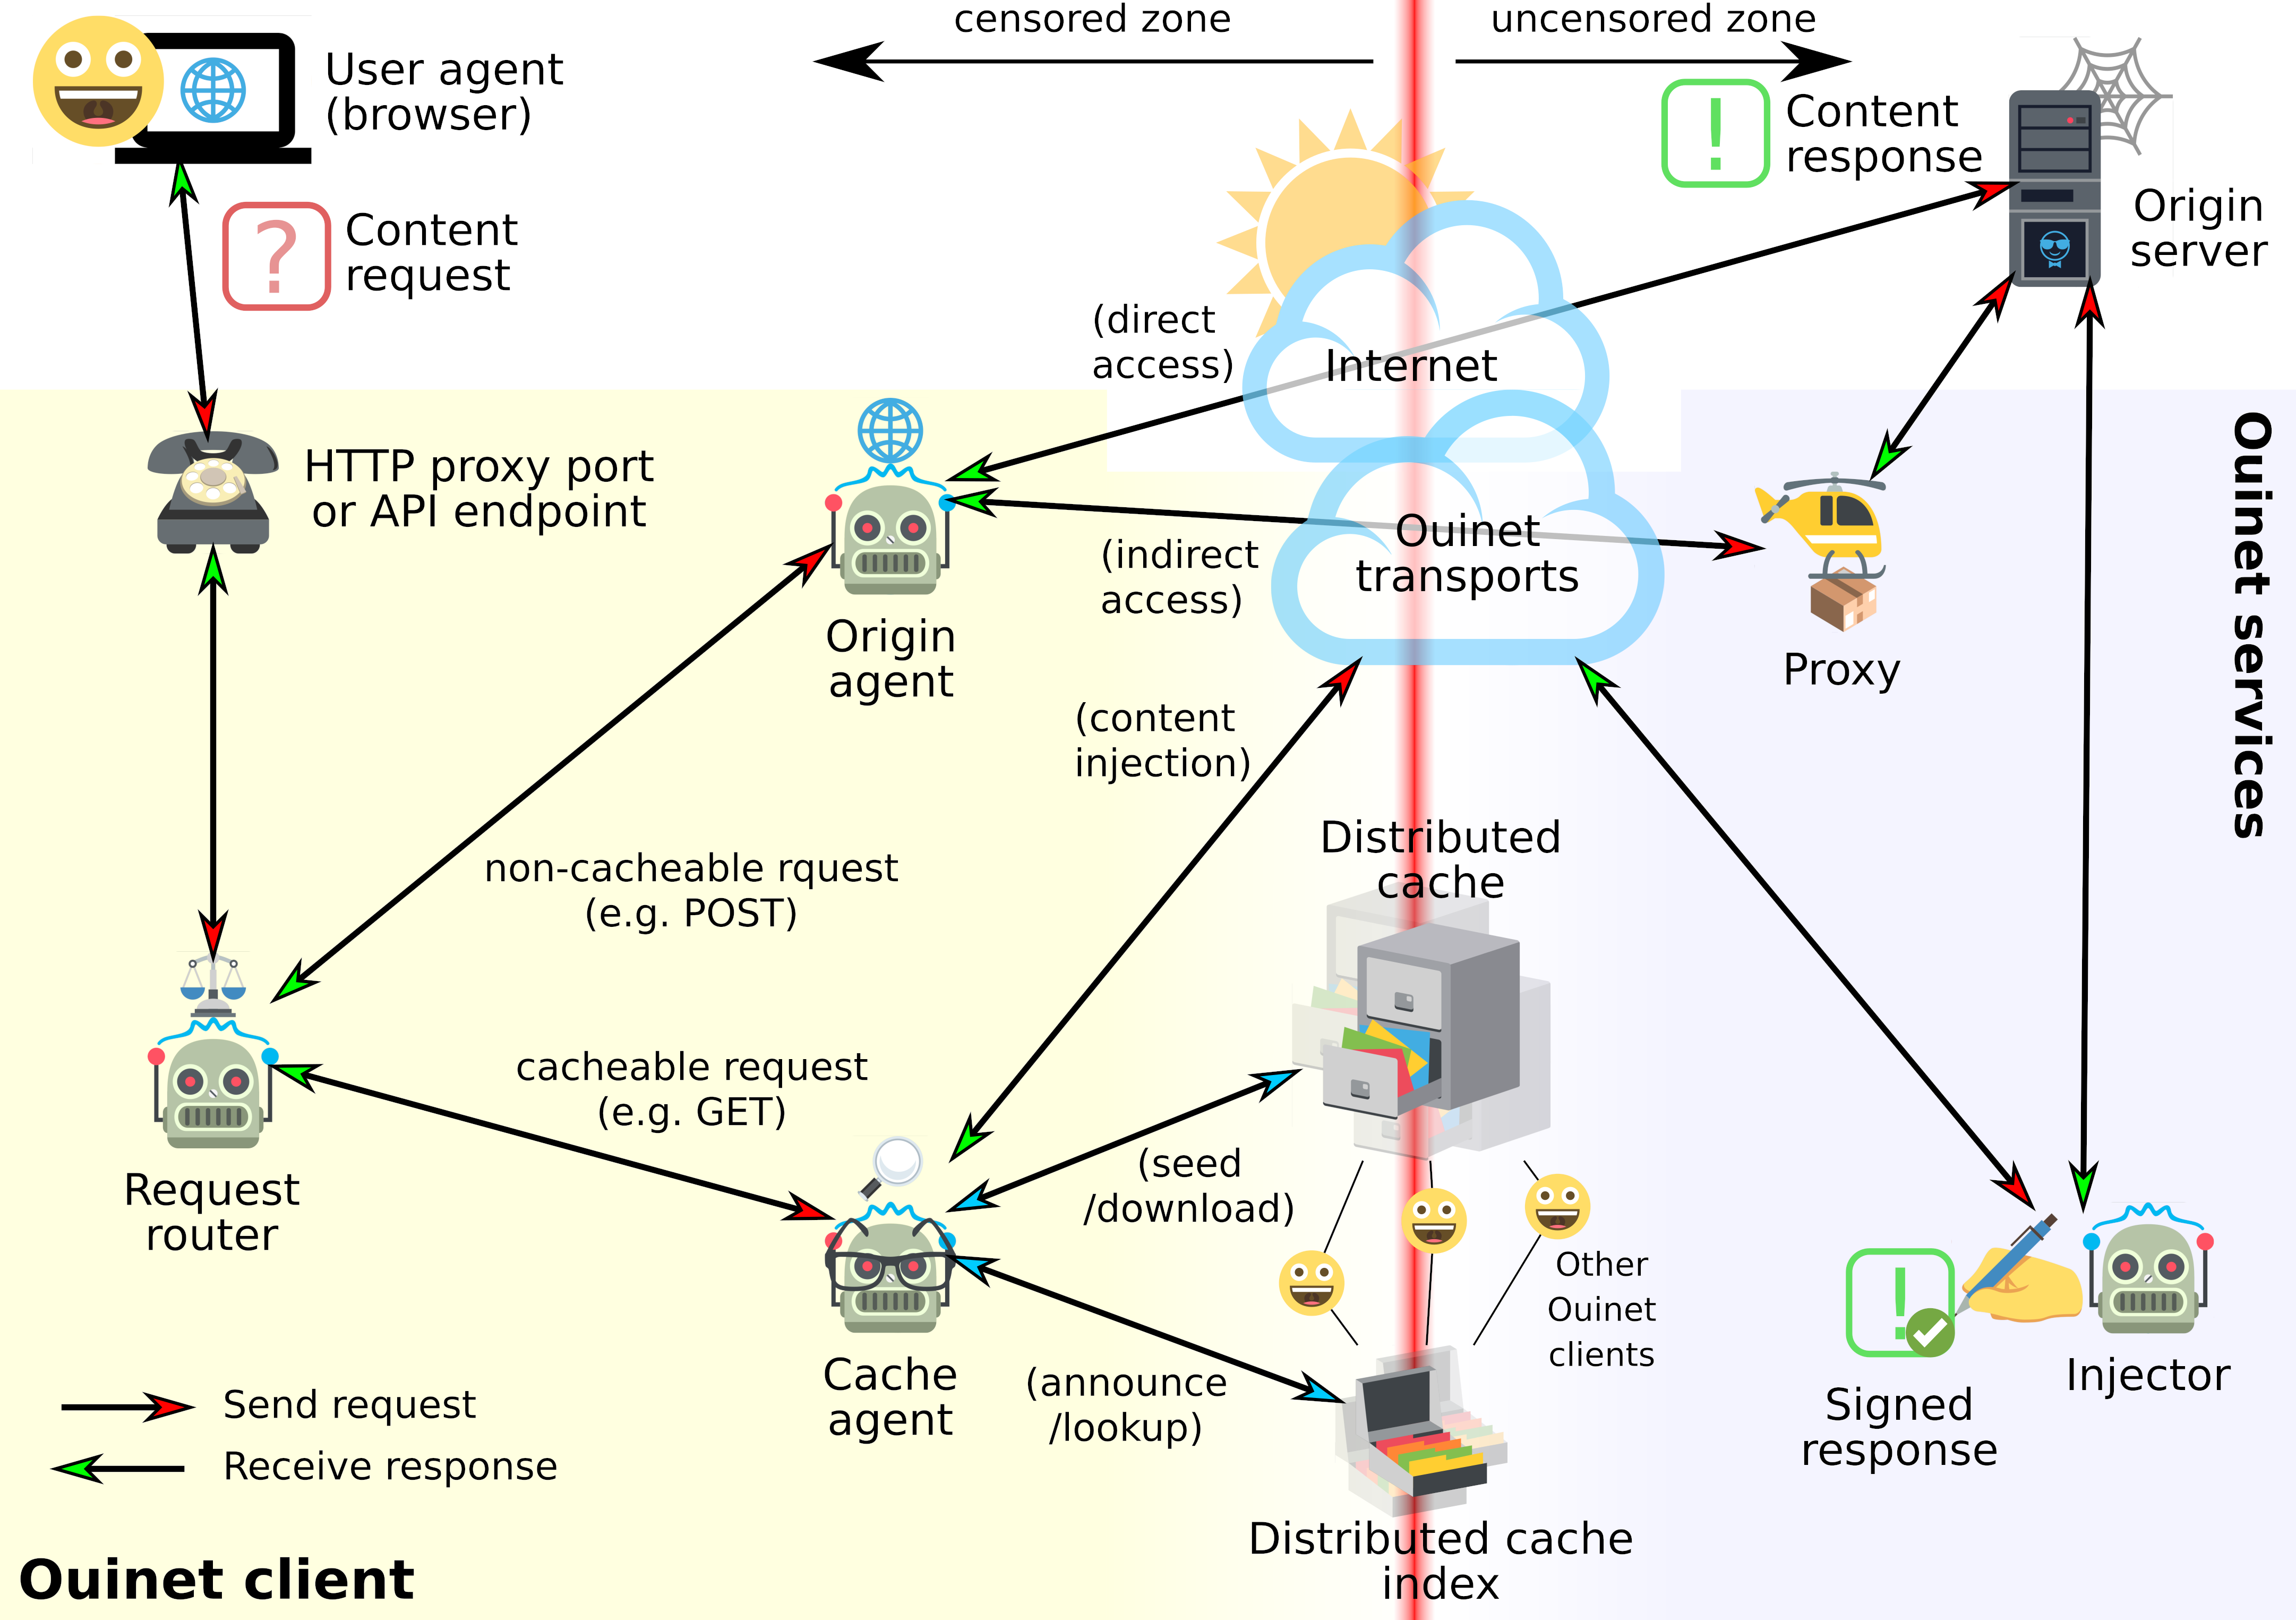 censored zone
uncensored zone
User agent
(browser)
Content
response
Content
request
Origin
server
(direct
access)
Internet
HTTP proxy port
or API endpoint
Ouinet
transports
(indirect
access)
Origin
agent
Proxy
Ouinet services
(content
injection)
non-cacheable rquest
(e.g. POST)
Distributed
cache
cacheable request
(e.g. GET)
(seed
/download)
Request
router
Other
Ouinet
clients
Cache
agent
(announce
/lookup)
Injector
Signed
response
Send request
Receive response
Distributed cache
index
Ouinet client